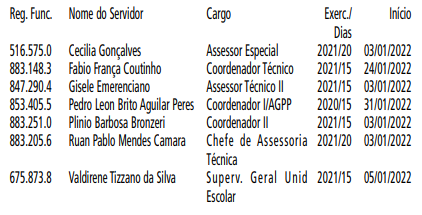 Reg. Func. Nome do Servidor Cargo Exerc./ Início
Dias
516.575.0 Cecilia Gonçalves Assessor Especial 2021/20 03/01/2022
883.148.3 Fabio França Coutinho Coordenador Técnico 2021/15 24/01/2022
847.290.4 Gisele Emerenciano Assessor Técnico II 2021/15 03/01/2022
853.405.5 Pedro Leon Brito Aguilar Peres Coordenador I/AGPP 2020/15 31/01/2022
883.251.0 Plínio Barbosa Bronzeri Coordenador II 2021/15 03/01/2022
883.205.6 Ruan Pablo Mendes Camara Chefe de Assessoria 2021/20 03/01/2022
Técnica
675.873.8 Valdirene Tizzano da Silva Superv. Geral Unid 2021/15 05/01/2022
Escolar